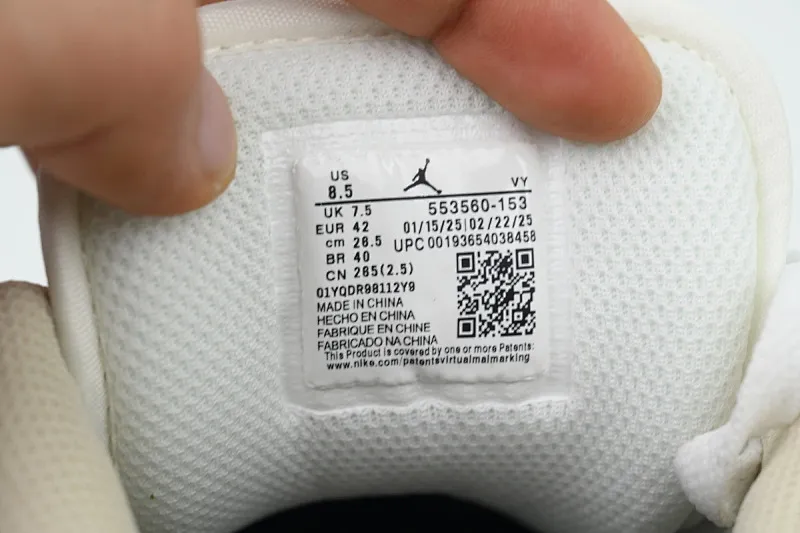 US
8.5
VY
UK 7.5
553560-153
EUR 42
01/15/25|02/22/25
cm 26.5
UPC 00193654038458
BR 40
CN 265(2.5)
01YQDR98112Y9
MADE IN CHINA
HECHO EN CHINA
FABRIQUE EN CHINE
FABRICADO NA CHINA
This Product is covered by one or more Patents:
www.nike.com/patentsvirtualmalmarking